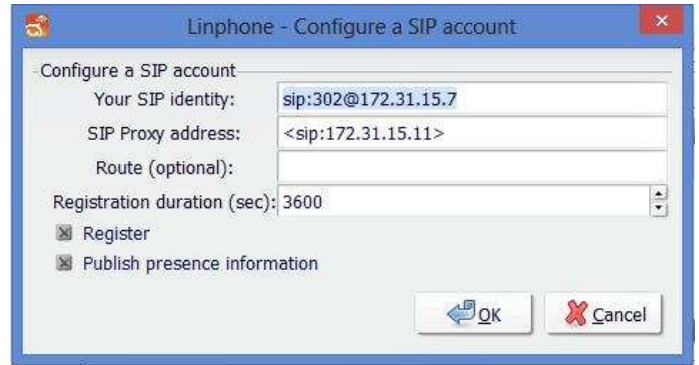 Linphone - Configure a SIP account
Configure a SIP account
Your SIP identity: sip:302@172.31.15.7
SIP Proxy address: <sip:172.31.15.11>
Route (optional):
Registration duration (sec): 3600
Register
Publish presence information
OK Cancel